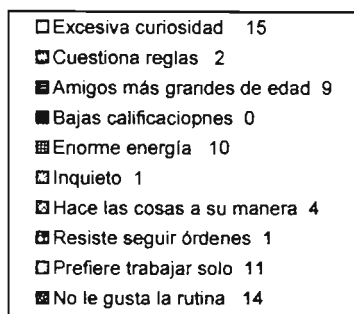 Excesiva curiosidad 15
Cuestiona reglas 2
Amigos más grandes de edad 9
Bajas calificaciopnes 0
Enorme energía 10
Inquieto 1
Hace las cosas a su manera 4
Resiste seguir órdenes 1
Prefiere trabajar solo 11
No le gusta la rutina 14